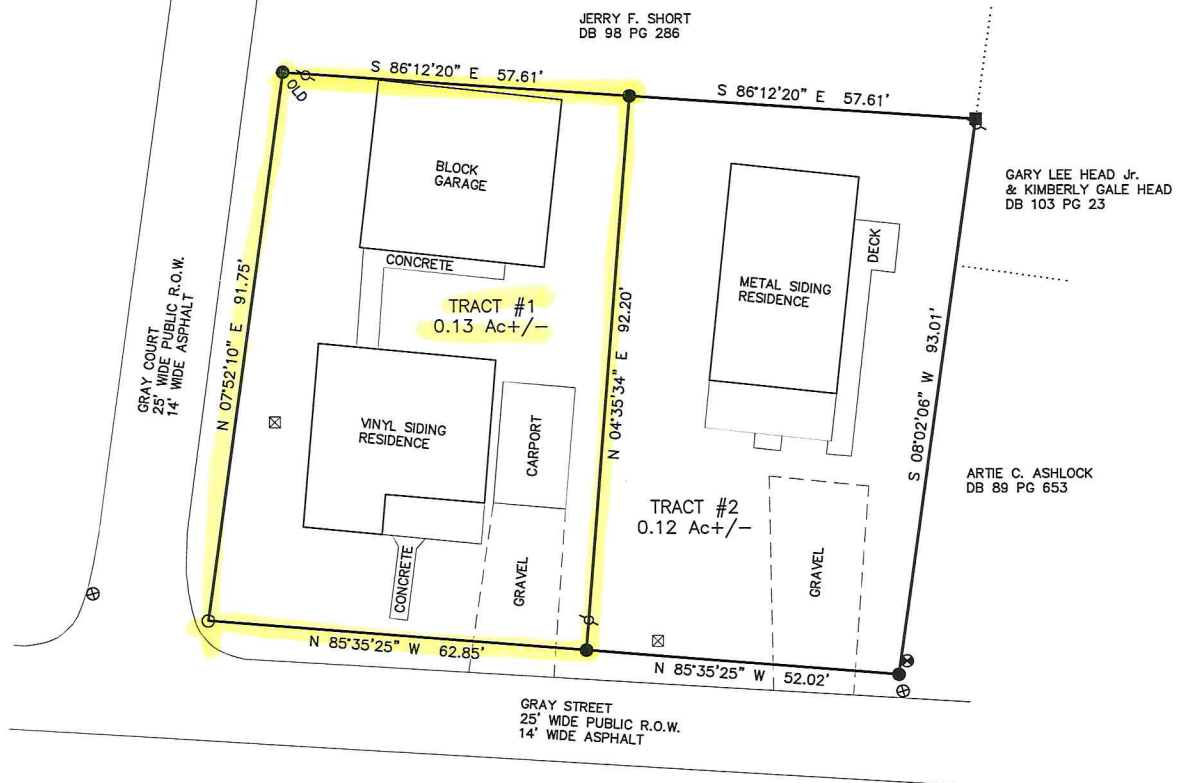 JERRY F. SHORT
DB 98 PG 286
S 86°12'20" E 57.61'
S 86°12'20" E 57.61'
OLD
GARY LEE HEAD Jr.
& KIMBERLY GALE HEAD
DB 103 PG 23
BLOCK
GARAGE
DECK
CONCRETE
METAL SIDING
RESIDENCE
TRACT #1
0.13 Ac+/-
GRAY COURT
25' WIDE PUBLIC R.O.W.
14' WIDE ASPHALT
N 07°52'10" E 91.75'
N 04°35'34" E 92.20'
S 08°02'06" W 93.01'
VINYL SIDING
RESIDENCE
CARPORT
ARTIE C. ASHLOCK
DB 89 PG 653
TRACT #2
0.12 Ac+/-
CONCRETE
GRAVEL
GRAVEL
N 85°35'25" W 62.85'
N 85°35'25" W 52.02'
GRAY STREET
25' WIDE PUBLIC R.O.W.
14' WIDE ASPHALT